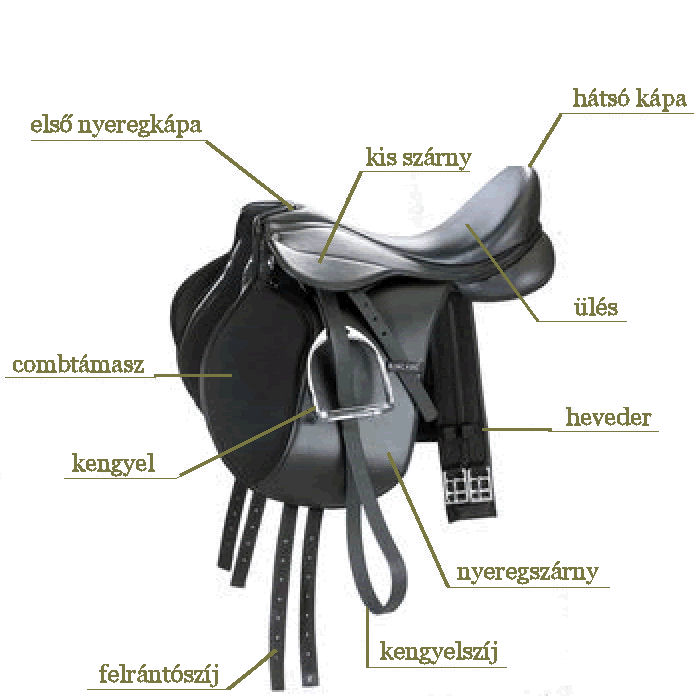 hátsó kápa
első nyeregkápa
kis szárny
ülés
combtámasz
heveder
kengyel
nyeregszárny
kengyelszíj
felrántószíj